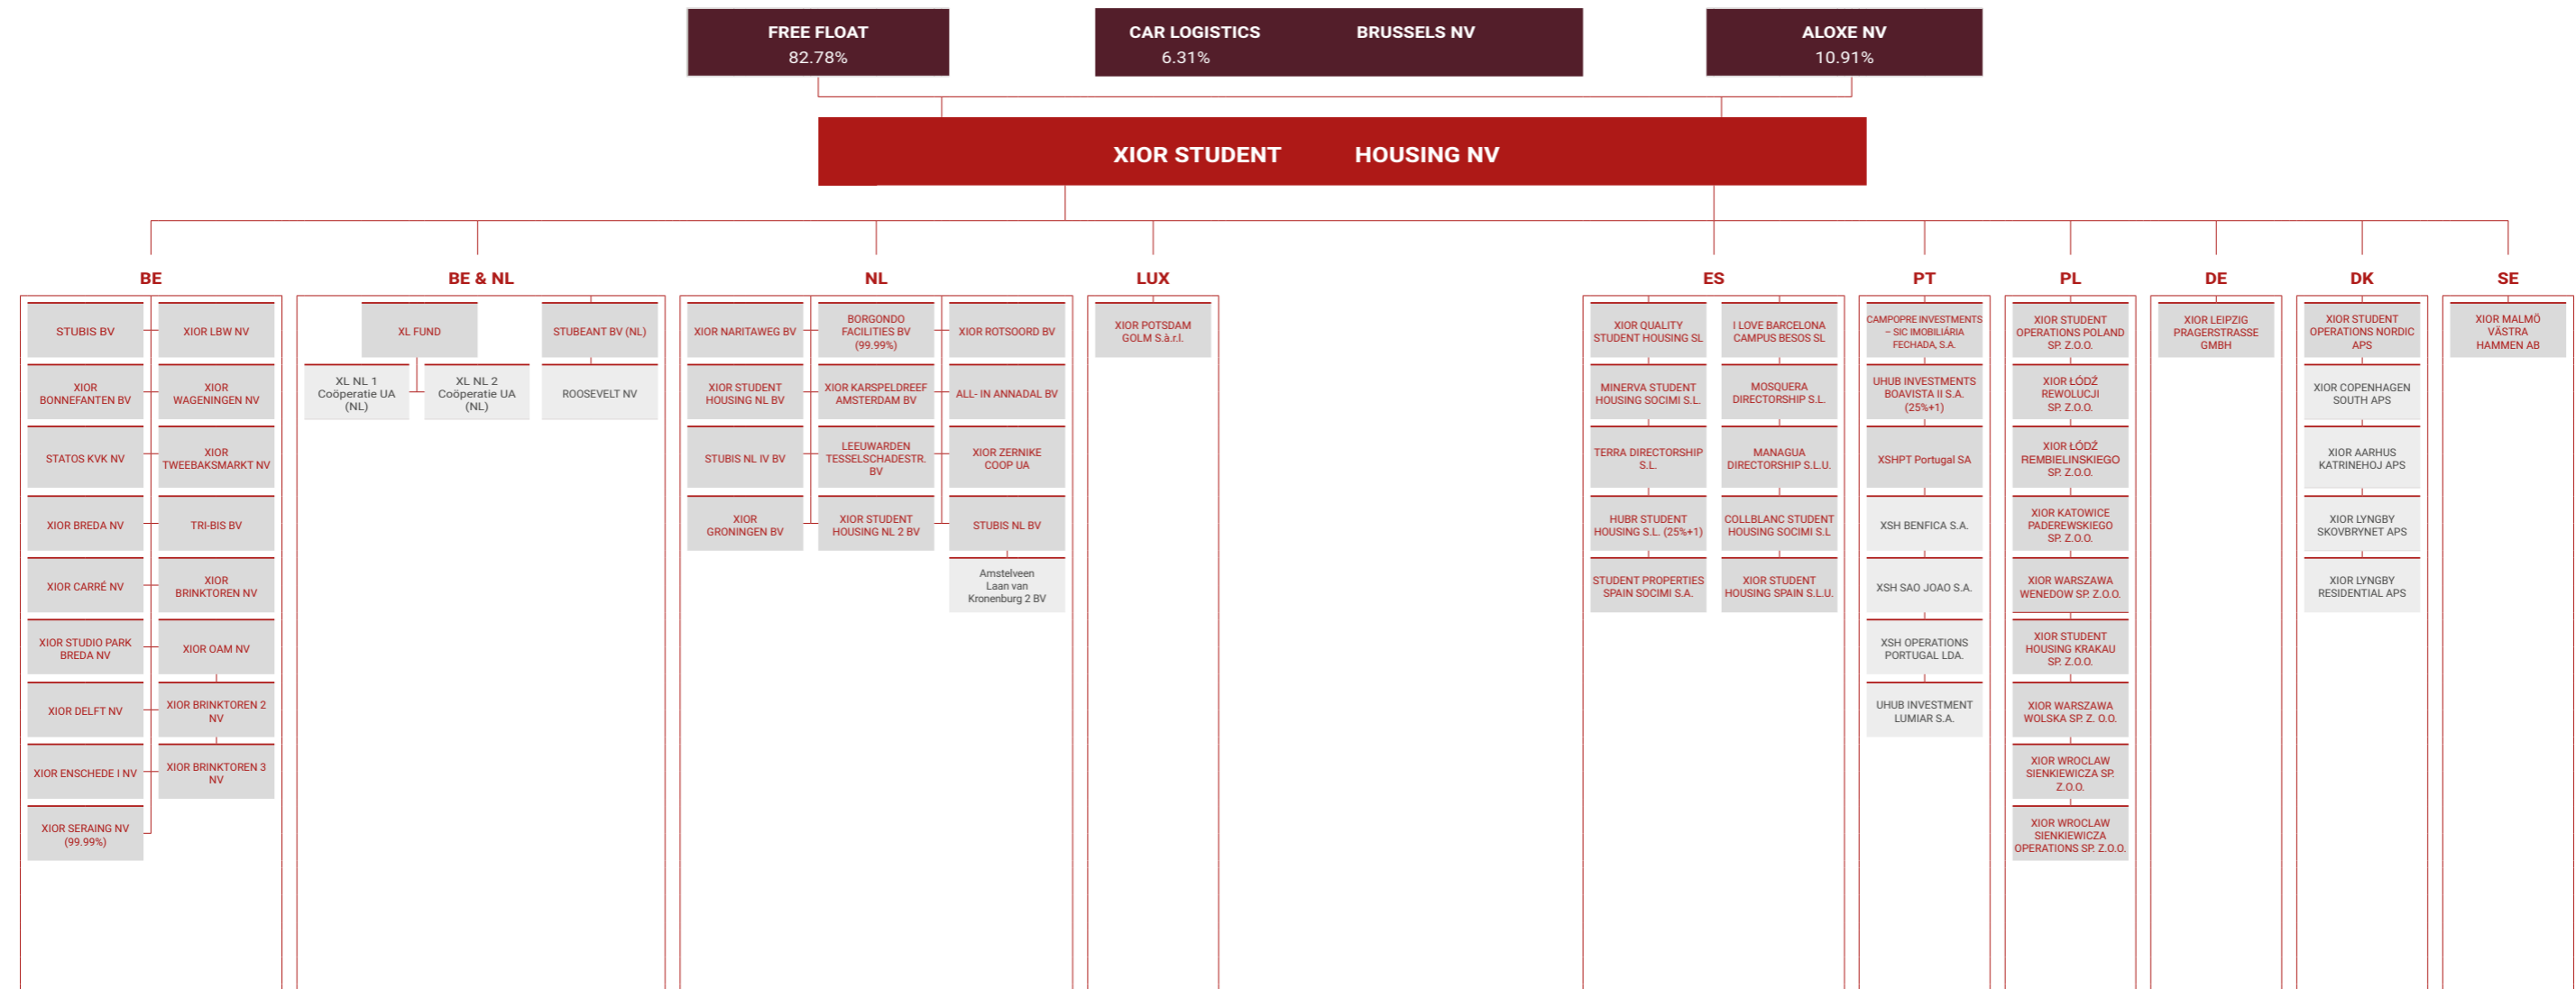 FREE FLOAT
82.78%
CAR LOGISTICS BRUSSELS NV
6.31%
ALOXE NV
10.91%
XIOR STUDENT HOUSING NV
BE
STUBIS BV
XIOR LBW NV
XIOR
BONNEFANTEN BV
XIOR
WAGENINGEN NV
STATOS KVK NV
XIOR
TWEEBAKSMARKT NV
XIOR BREDA NV
TRI-BIS BV
XIOR CARRÉ NV
XIOR
BRINKTOREN NV
XIOR STUDIO PARK
BREDA NV
XIOR OAM NV
XIOR DELFT NV
XIOR BRINKTOREN 2
NV
XIOR ENSCHEDE I NV
XIOR BRINKTOREN 3
NV
XIOR SERAING NV
(99.99%)
BE & NL
XL FUND
STUBEANT BV (NL)
XL NL 1
Coöperatie UA
(NL)
XL NL 2
Coöperatie UA
(NL)
ROOSEVELT NV
NL
XIOR NARITAWEG BV
BORGONDO
FACILITIES BV
(99.99%)
XIOR ROTSOORD BV
XIOR STUDENT
HOUSING NL BV
XIOR KARSPELDREEF
AMSTERDAM BV
ALL- IN ANNADAL BV
STUBIS NL IV BV
LEEUWARDEN
TESSELSCHADESTR.
BV
XIOR ZERNIKE
COOP UA
XIOR
GRONINGEN BV
XIOR STUDENT
HOUSING NL 2 BV
STUBIS NL BV
Amstelveen
Laan van
Kronenburg 2 BV
LUX
XIOR POTSDAM
GOLM S.à.r.l.
ES
XIOR QUALITY
STUDENT HOUSING SL
I LOVE BARCELONA
CAMPUS BESOS SL
MINERVA STUDENT
HOUSING SOCIMI S.L.
MOSQUERA
DIRECTORSHIP S.L.
TERRA DIRECTORSHIP
S.L.
MANAGUA
DIRECTORSHIP S.L.U.
HUBR STUDENT
HOUSING S.L. (25%+1)
COLLBLANC STUDENT
HOUSING SOCIMI S.L
STUDENT PROPERTIES
SPAIN SOCIMI S.A.
XIOR STUDENT
HOUSING SPAIN S.L.U.
PT
CAMPOPRE INVESTMENTS
– SIC IMOBILIÁRIA
FECHADA, S.A.
UHUB INVESTMENTS
BOAVISTA II S.A.
(25%+1)
XSHPT Portugal SA
XSH BENFICA S.A.
XSH SAO JOAO S.A.
XSH OPERATIONS
PORTUGAL LDA.
UHUB INVESTMENT
LUMIAR S.A.
PL
XIOR STUDENT
OPERATIONS POLAND
SP. Z.O.O.
XIOR ŁÓDŹ
REWOLUCJI
SP. Z.O.O.
XIOR ŁÓDŹ
REMBIELINSKIEGO
SP. Z.O.O.
XIOR KATOWICE
PADEREWSKIEGO
SP. Z.O.O.
XIOR WARSZAWA
WENEDOW SP. Z.O.O.
XIOR STUDENT
HOUSING KRAKAU
SP. Z.O.O.
XIOR WARSZAWA
WOLSKA SP. Z. O.O.
XIOR WROCLAW
SIENKIEWICZA SP.
Z.O.O.
XIOR WROCLAW
SIENKIEWICZA
OPERATIONS SP. Z.O.O.
DE
XIOR LEIPZIG
PRAGERSTRASSE
GMBH
DK
XIOR STUDENT
OPERATIONS NORDIC
APS
XIOR COPENHAGEN
SOUTH APS
XIOR AARHUS
KATRINEHOJ APS
XIOR LYNGBY
SKOVBRYNET APS
XIOR LYNGBY
RESIDENTIAL APS
SE
XIOR MALMÖ
VÄSTRA
HAMMEN AB